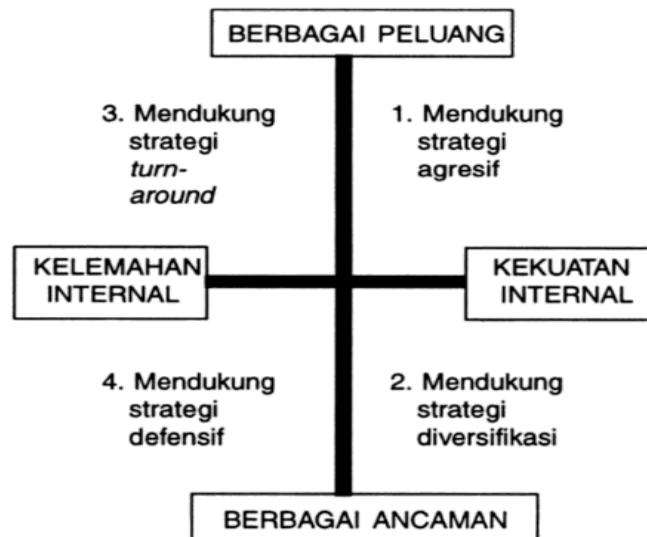 BERBAGAI PELUANG
3. Mendukung
strategi
turn-
around
1. Mendukung
strategi
agresif
KELEMAHAN
INTERNAL
KEKUATAN
INTERNAL
4. Mendukung
strategi
defensif
2. Mendukung
strategi
diversifikasi
BERBAGAI ANCAMAN